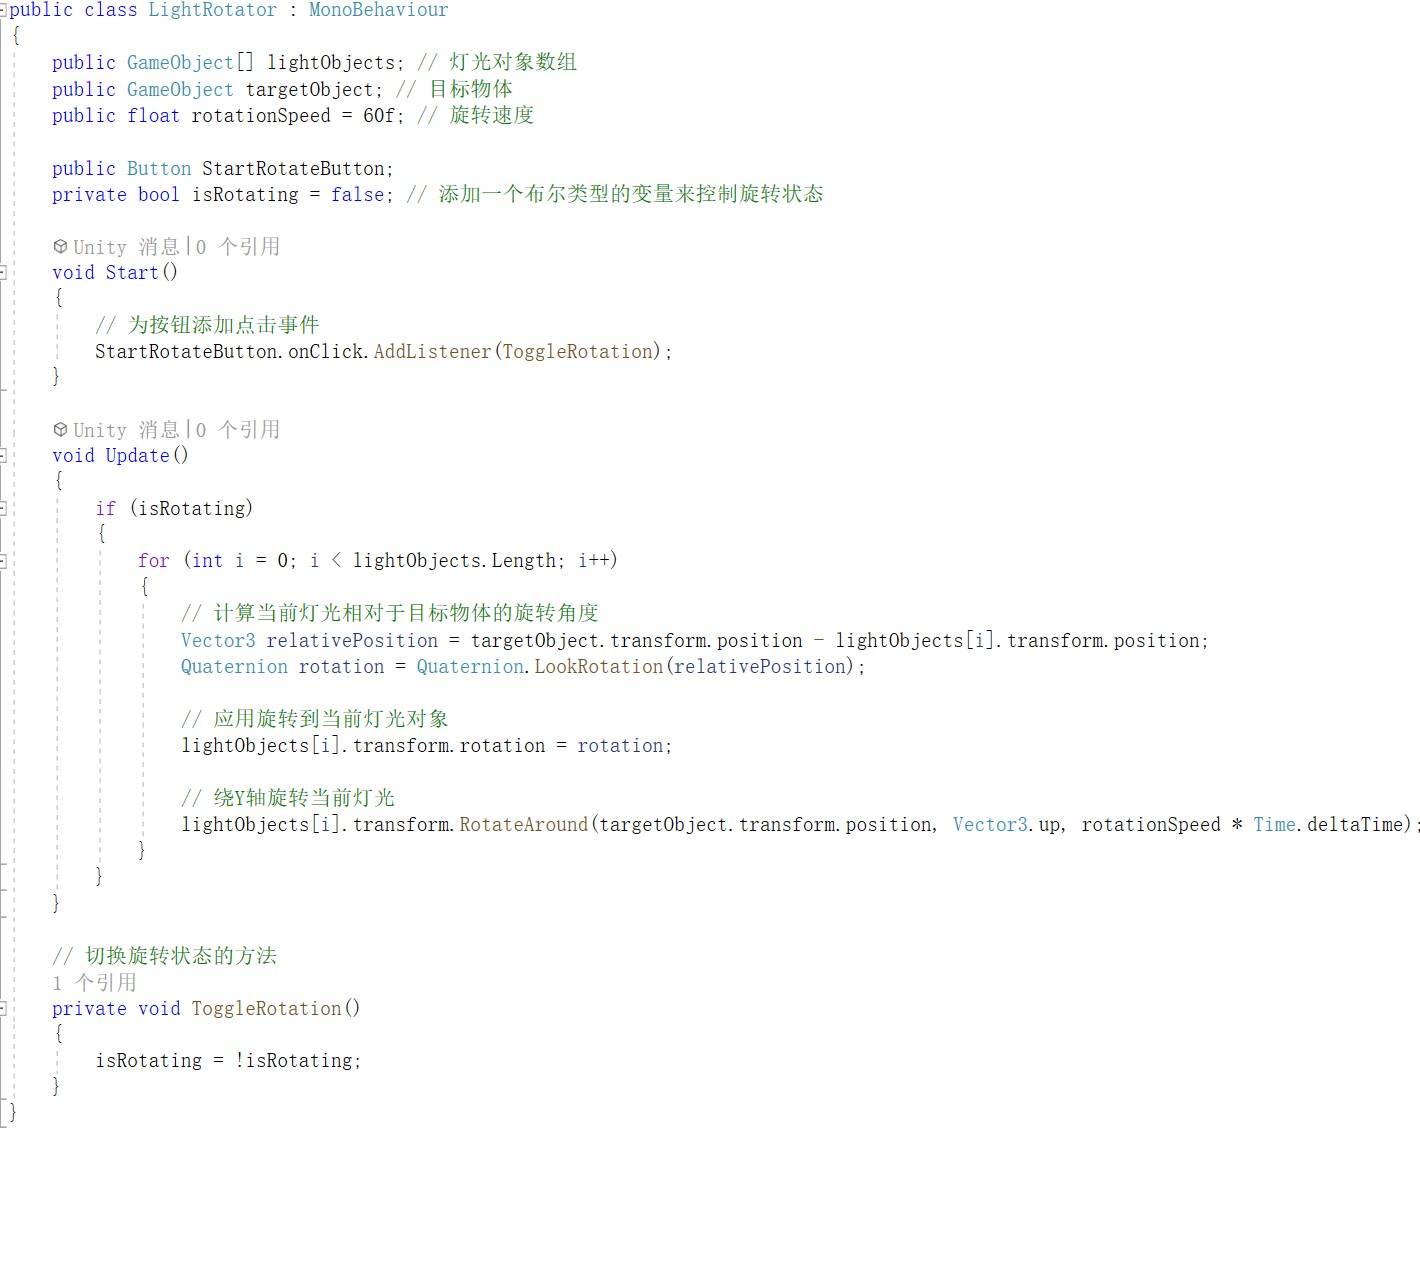 public class LightRotator : MonoBehaviour
{
public GameObject[] lightObjects; // 灯光对象数组
public GameObject targetObject; // 目标物体
public float rotationSpeed = 60f; // 旋转速度
public Button StartRotateButton;
private bool isRotating = false; // 添加一个布尔类型的变量来控制旋转状态
Unity 消息|0 个引用
void Start()
{
// 为按钮添加点击事件
StartRotateButton.onClick.AddListener(ToggleRotation);
}
Unity 消息|0 个引用
void Update()
{
if (isRotating)
{
for (int i = 0; i < lightObjects.Length; i++)
{
// 计算当前灯光相对于目标物体的旋转角度
Vector3 relativePosition = targetObject.transform.position - lightObjects[i].transform.position;
Quaternion rotation = Quaternion.LookRotation(relativePosition);
// 应用旋转到当前灯光对象
lightObjects[i].transform.rotation = rotation;
// 绕Y轴旋转当前灯光
lightObjects[i].transform.RotateAround(targetObject.transform.position, Vector3.up, rotationSpeed * Time.deltaTime);
}
}
}
// 切换旋转状态的方法
1 个引用
private void ToggleRotation()
{
isRotating = !isRotating;
}
}